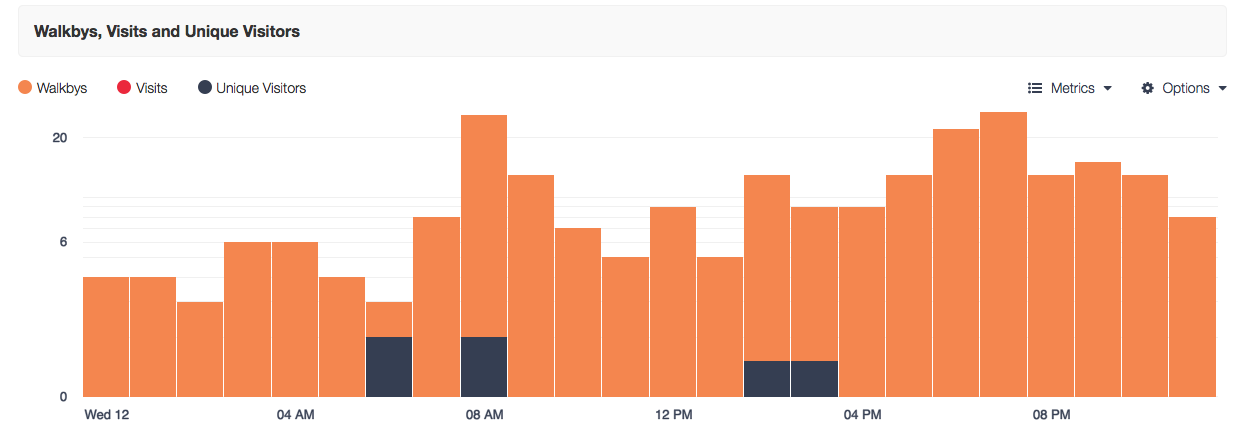 Walkbys, Visits and Unique Visitors
Walkbys Visits Unique Visitors Metrics Options
20
6
0
Wed 12 04 AM 08 AM 12 PM 04 PM 08 PM